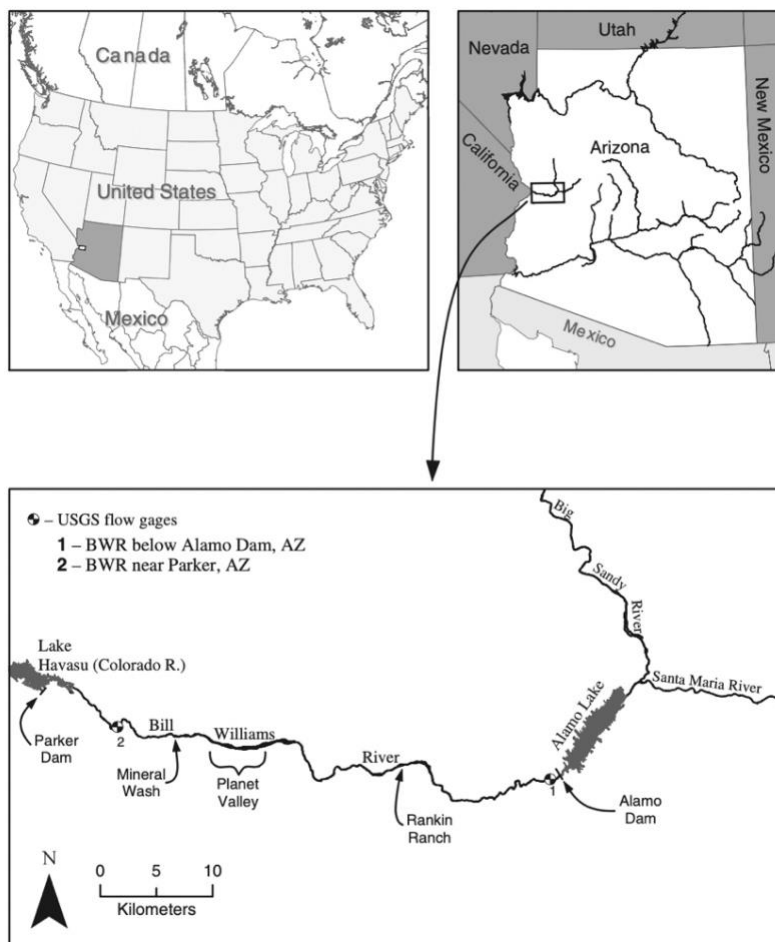 Canada
United States
Mexico
Nevada
Utah
California
Arizona
New Mexico
Mexico
– USGS flow gages
1 – BWR below Alamo Dam, AZ
2 – BWR near Parker, AZ
Big
Sandy
River
Santa Maria River
Lake
Havasu (Colorado R.)
Alamo Lake
Parker
Dam
2
Bill
Williams
River
Mineral
Wash
Planet
Valley
Rankin
Ranch
1
Alamo
Dam
N
0 5 10
Kilometers